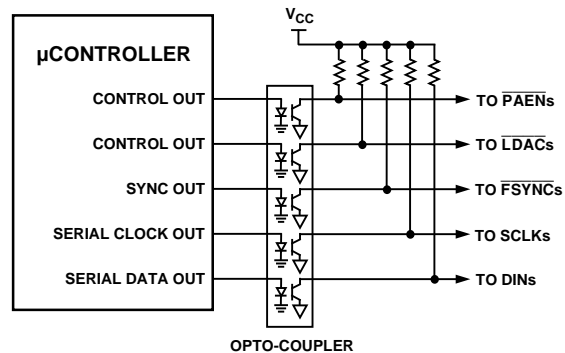 VCC
µCONTROLLER
CONTROL OUT
TO PAENs
CONTROL OUT
TO LDACs
SYNC OUT
TO FSYNCs
SERIAL CLOCK OUT
TO SCLKs
SERIAL DATA OUT
TO DINs
OPTO-COUPLER